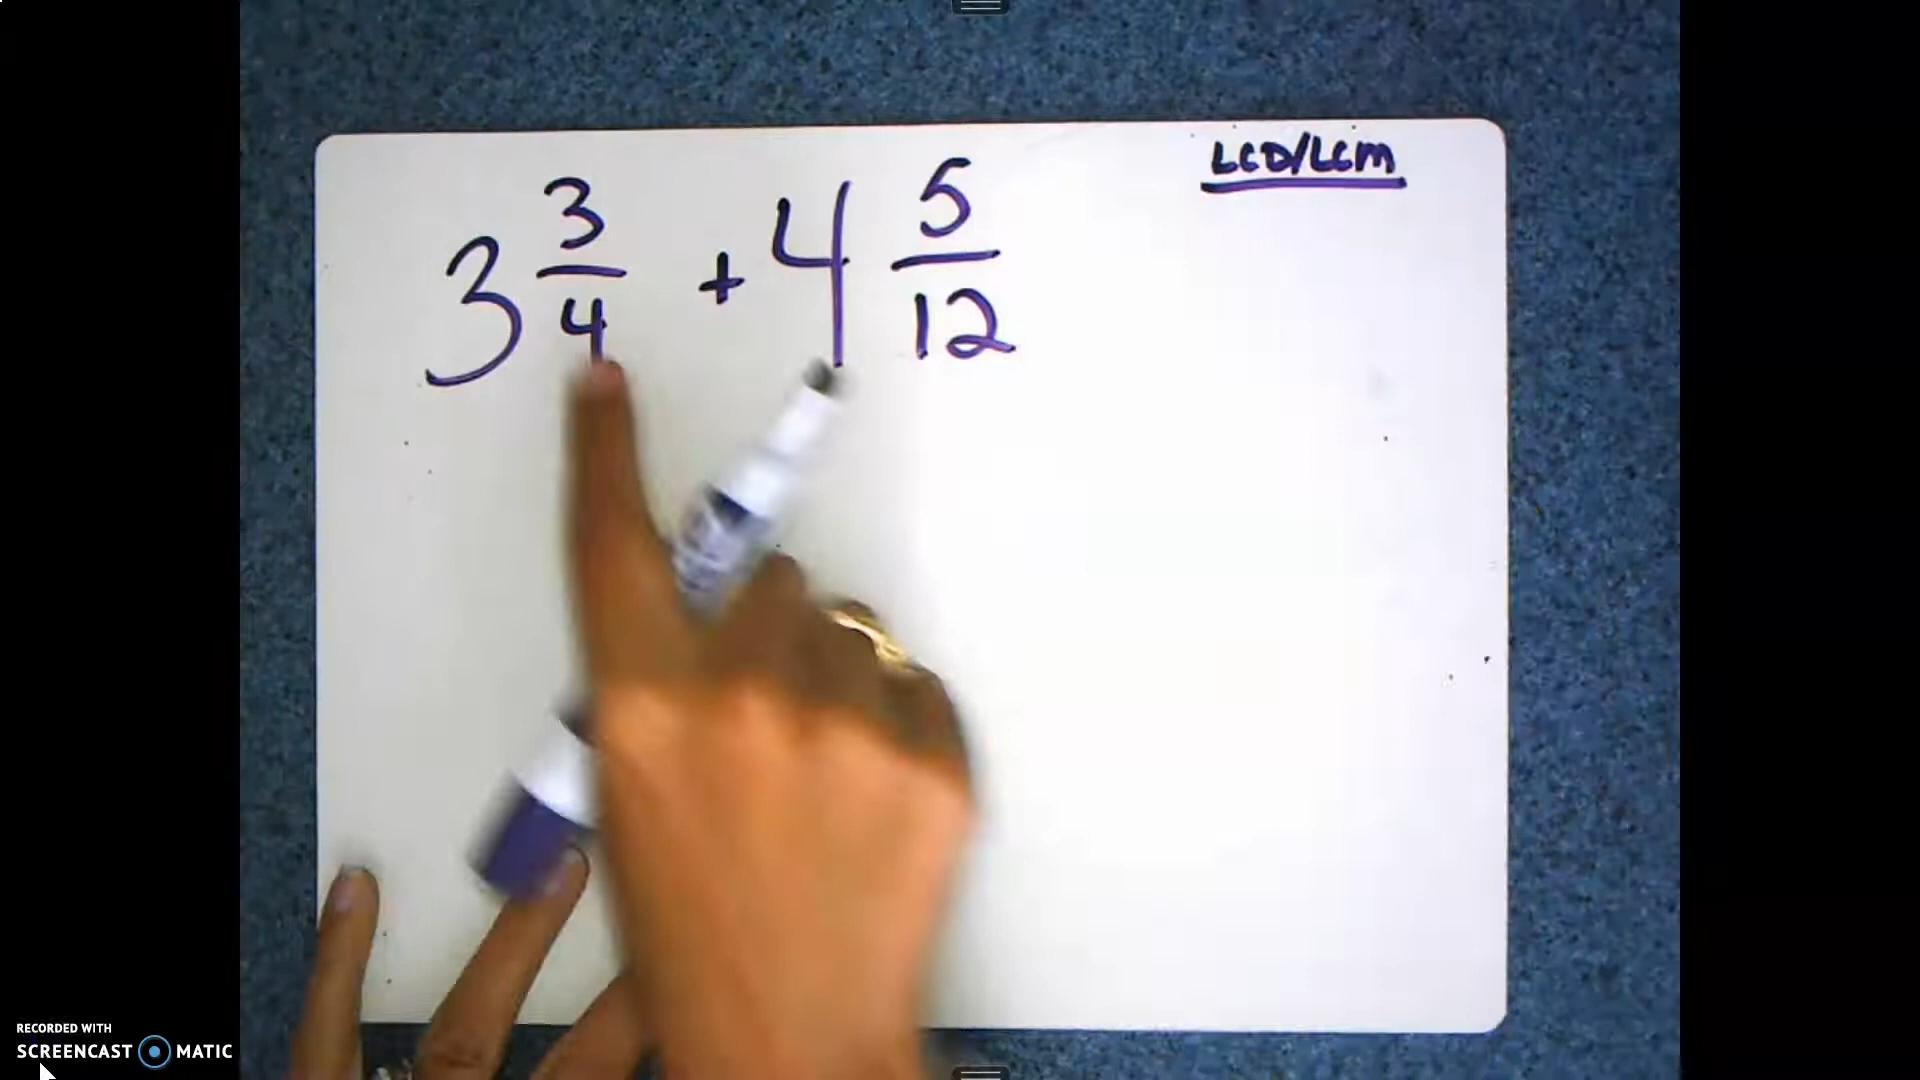 LCD/LCM
3 3/4 + 4 5/12
RECORDED WITH
SCREENCAST MATIC